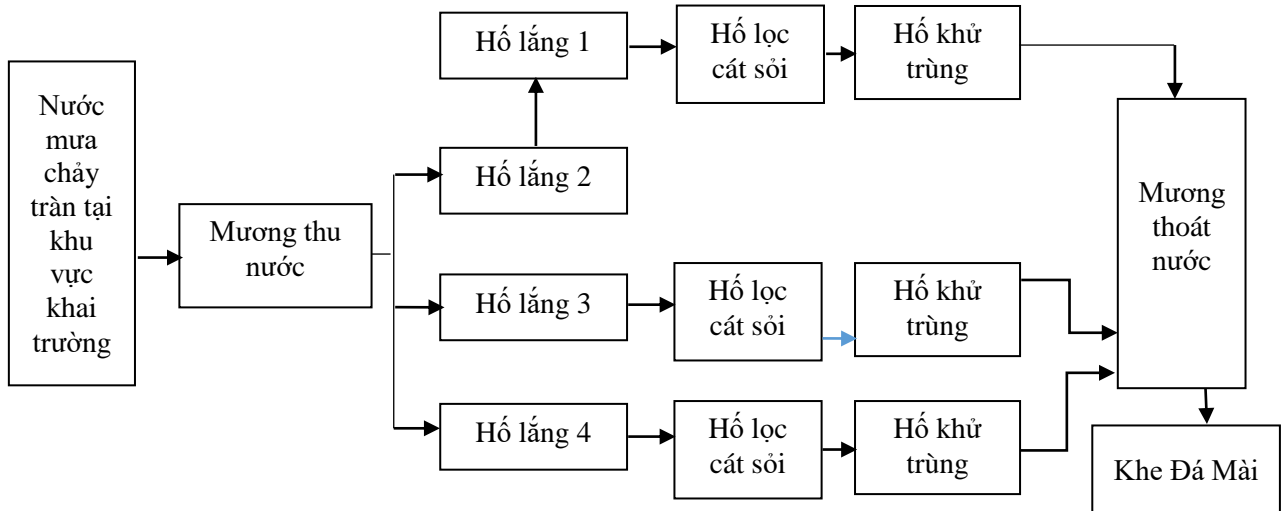 Nước
mưa
chảy
tràn tại
khu
vực
khai
trường
Mương thu
nước
Hố lắng 1
Hố lọc
cát sỏi
Hố khử
trùng
Hố lắng 2
Hố lắng 3
Hố lọc
cát sỏi
Hố khử
trùng
Hố lắng 4
Hố lọc
cát sỏi
Hố khử
trùng
Mương
thoát
nước
Khe Đá Mài